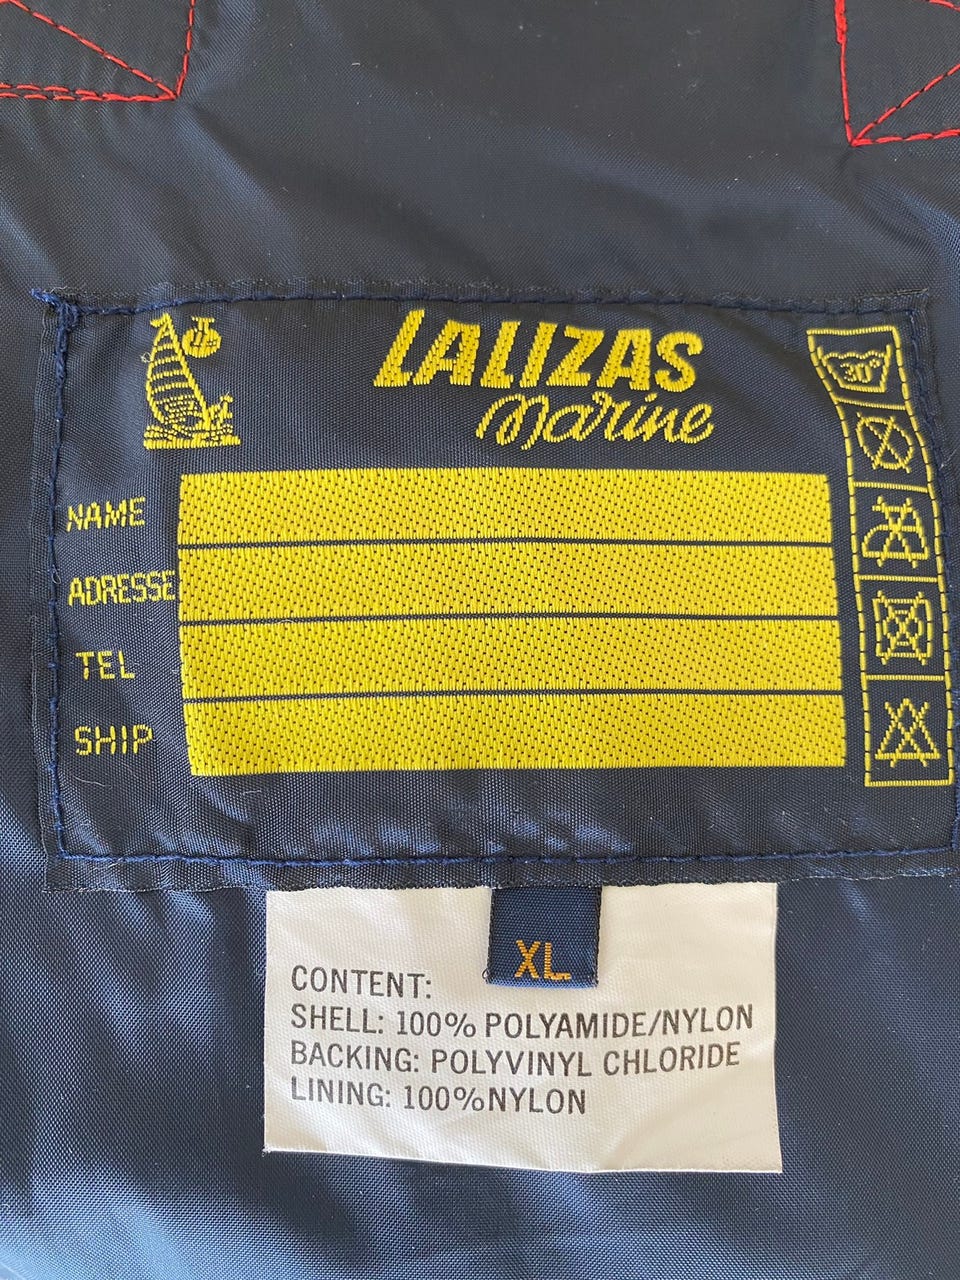 LALIZAS
Marine
30°
NAME
ADRESSE
TEL
SHIP
XL
CONTENT:
SHELL: 100% POLYAMIDE/NYLON
BACKING: POLYVINYL CHLORIDE
LINING: 100%NYLON